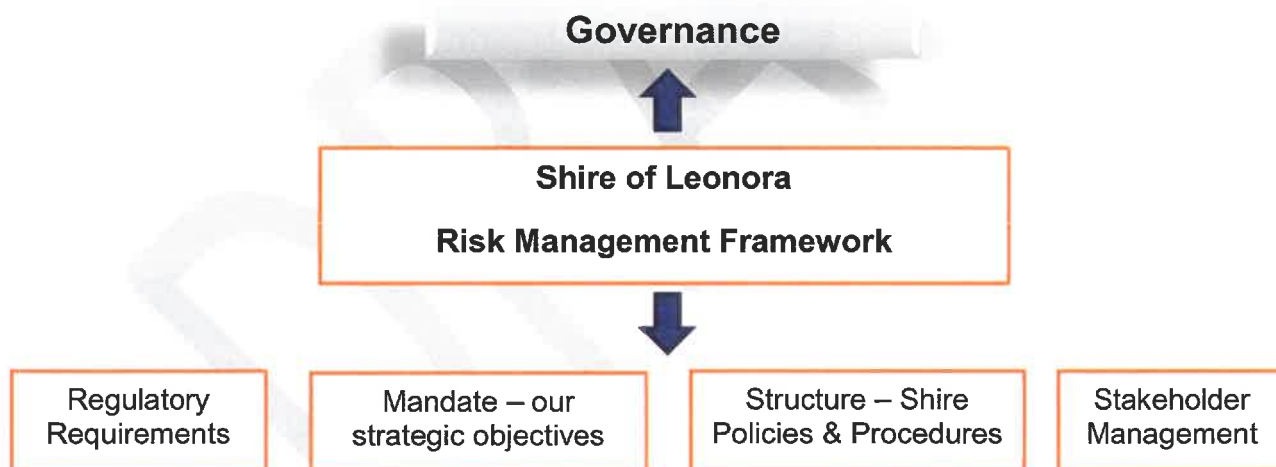 Governance
Shire of Leonora
Risk Management Framework
Regulatory
Requirements
Mandate – our
strategic objectives
Structure – Shire
Policies & Procedures
Stakeholder
Management